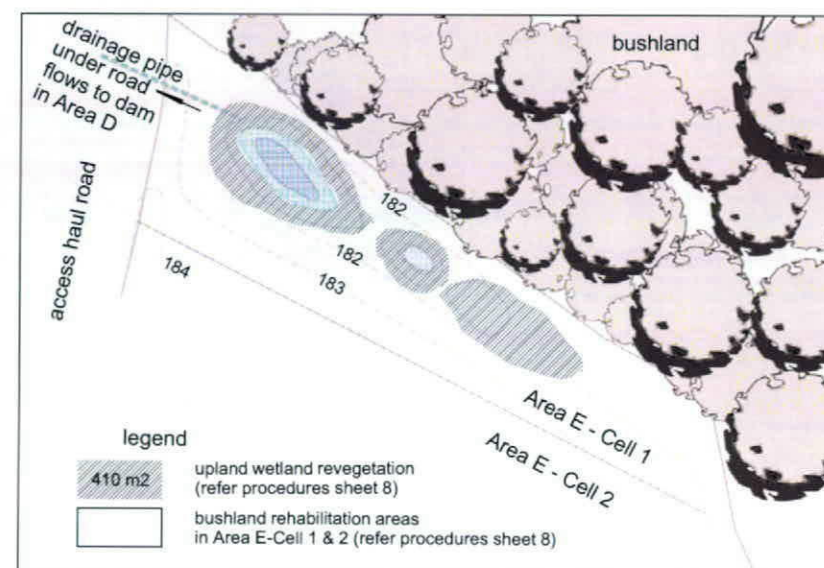 drainage pipe
under road
flows to dam
in Area D
bushland
access haul road
182
182
183
184
Area E - Cell 1
Area E - Cell 2
legend
410 m2
upland wetland revegetation
(refer procedures sheet 8)
bushland rehabilitation areas
in Area E-Cell 1 & 2 (refer procedures sheet 8)